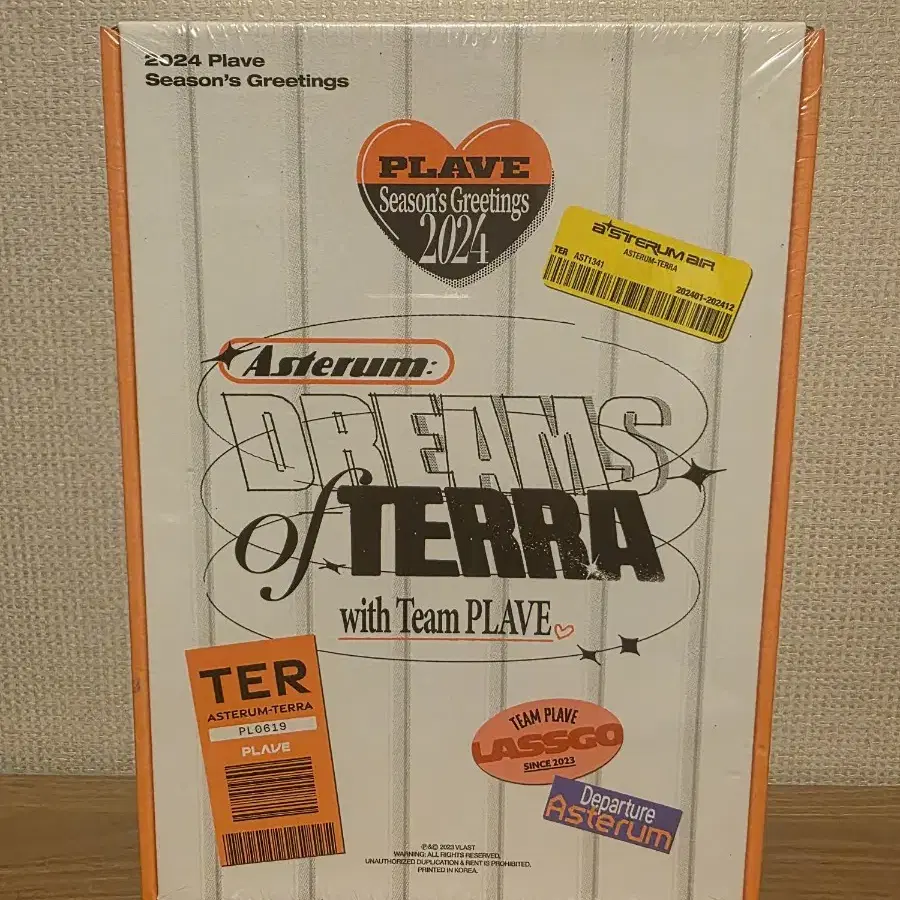 2024 Plave
Season's Greetings
PLAVE
Season's Greetings
2024
asterum air
ASTERUM-TERRA
TER AST1341
202401-202412
Asterum:
DREAMS
of TERRA
with Team PLAVE
TER
ASTERUM-TERRA
PL0619
PLAVE
TEAM PLAVE
LASSGO
SINCE 2023
Departure
Asterum
℗&© 2023 VLAST
WARNING: ALL RIGHTS RESERVED.
UNAUTHORIZED DUPLICATION & RENT IS PROHIBITED.
PRINTED IN KOREA.